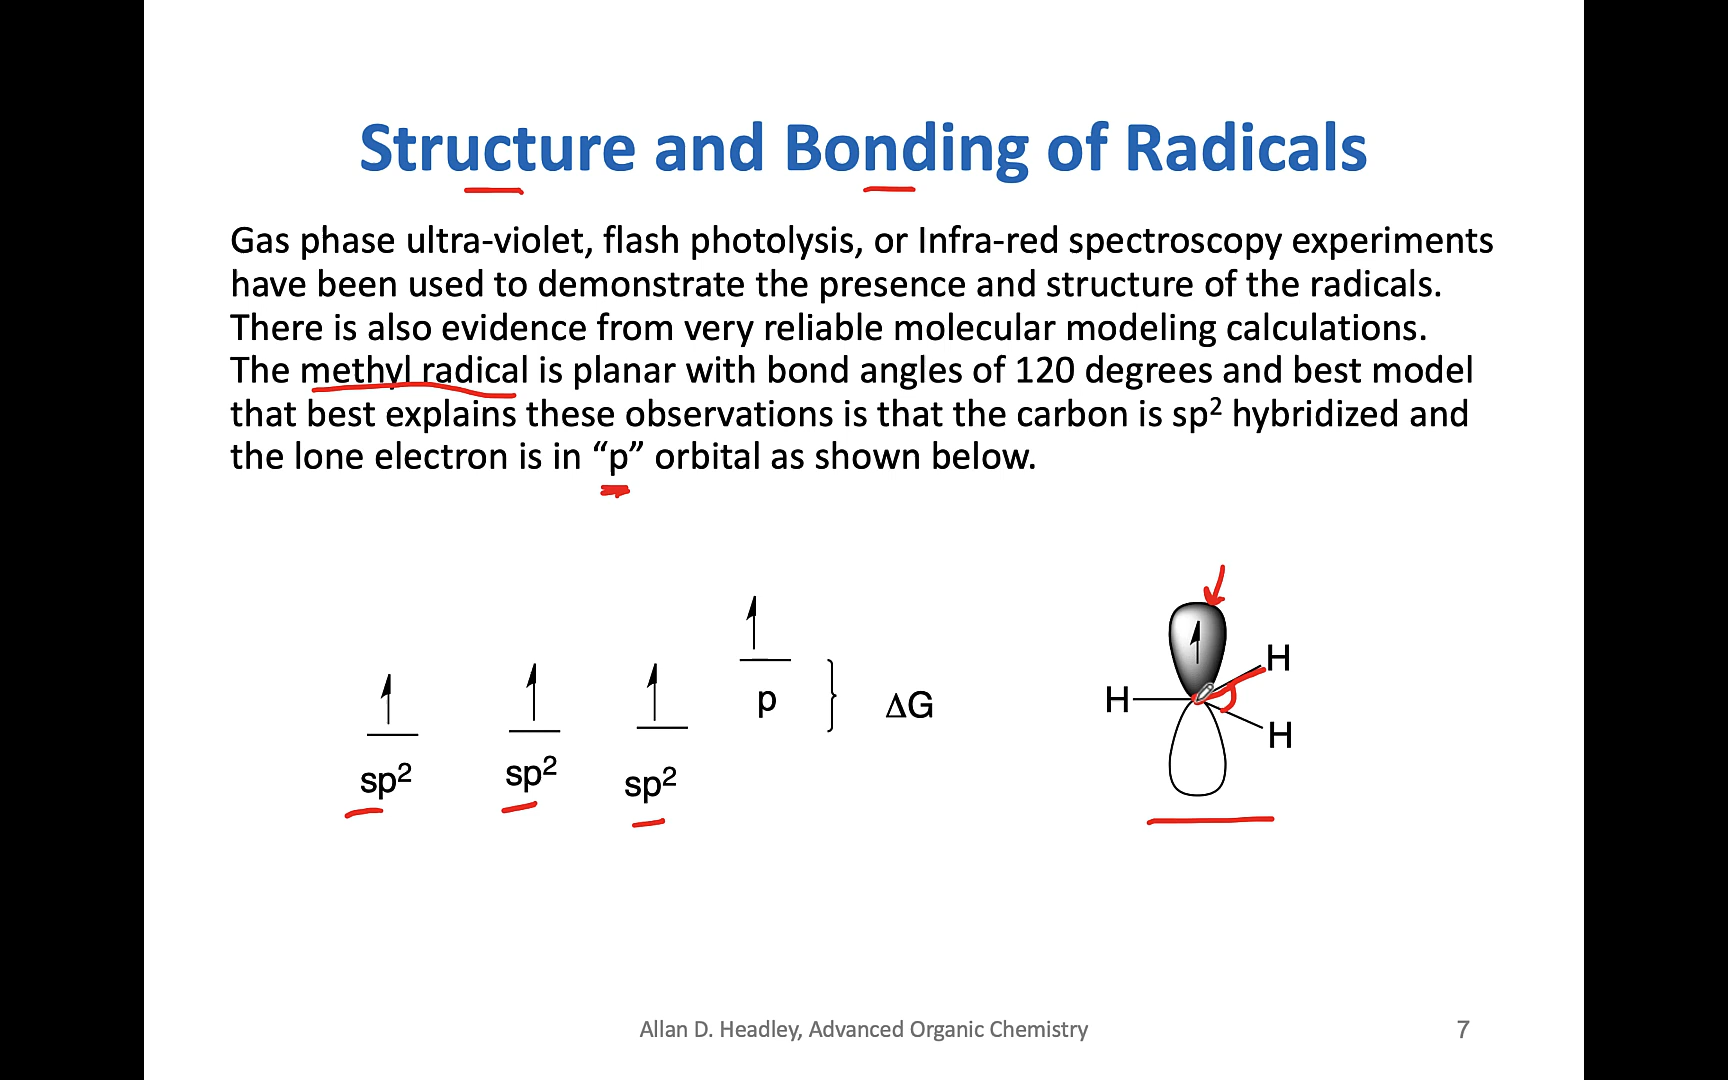 Structure and Bonding of Radicals
Gas phase ultra-violet, flash photolysis, or Infra-red spectroscopy experiments
have been used to demonstrate the presence and structure of the radicals.
There is also evidence from very reliable molecular modeling calculations.
The methyl radical is planar with bond angles of 120 degrees and best model
that best explains these observations is that the carbon is sp² hybridized and
the lone electron is in “p” orbital as shown below.
sp²
sp²
sp²
p
ΔG
H
H
H
Allan D. Headley, Advanced Organic Chemistry
7